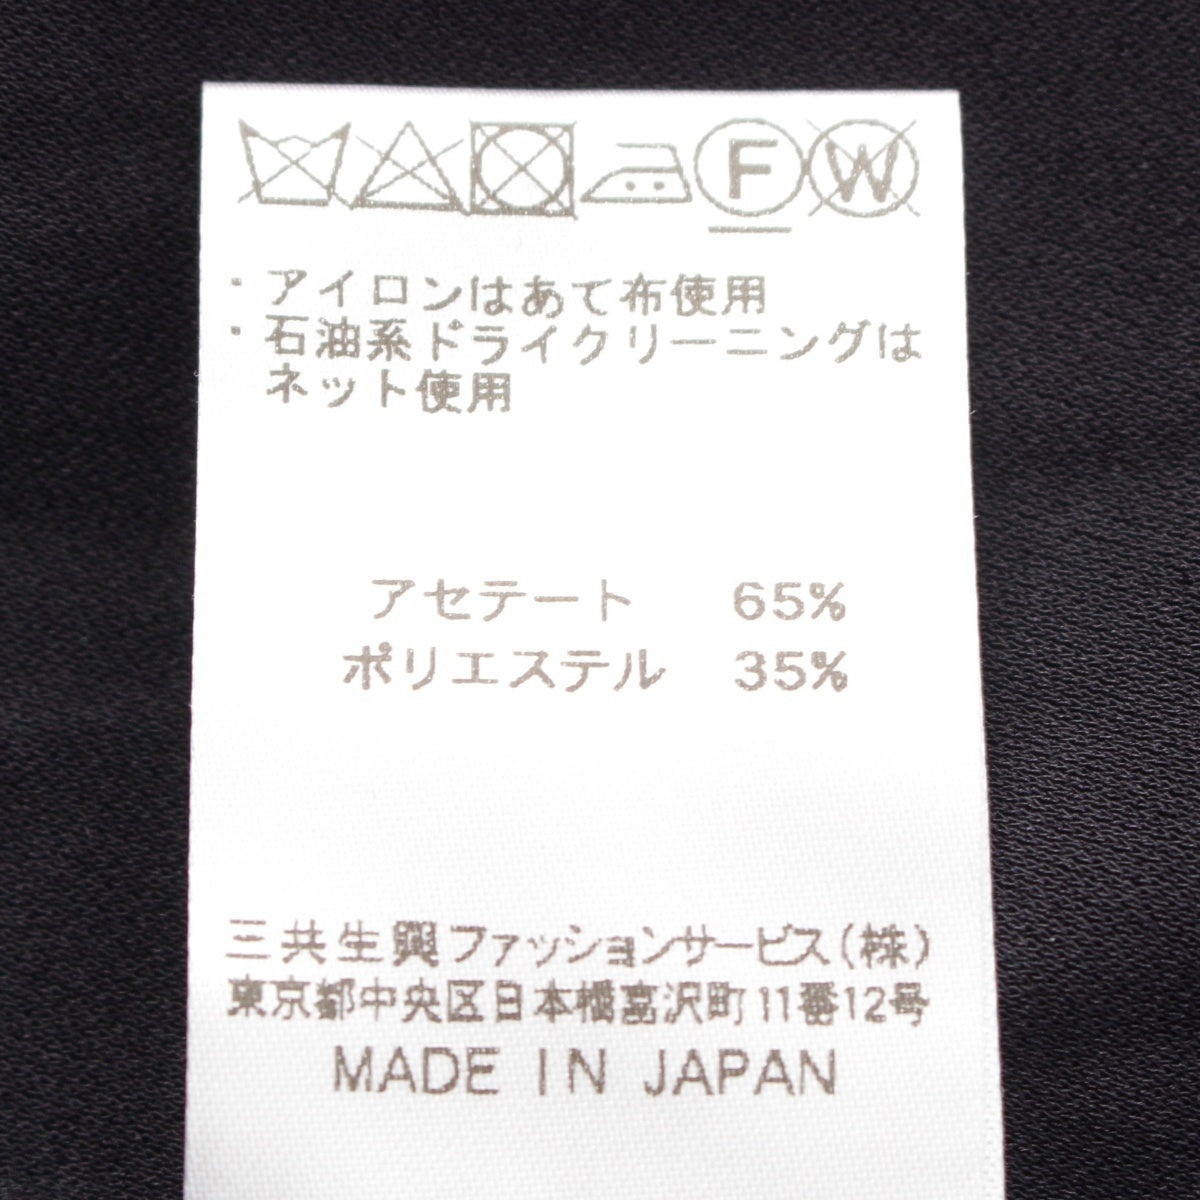 F W
・アイロンはあて布使用
・石油系ドライクリーニングは
ネット使用
アセテート 65%
ポリエステル 35%
三共生興ファッションサービス(株)
東京都中央区日本橋富沢町11番12号
MADE IN JAPAN